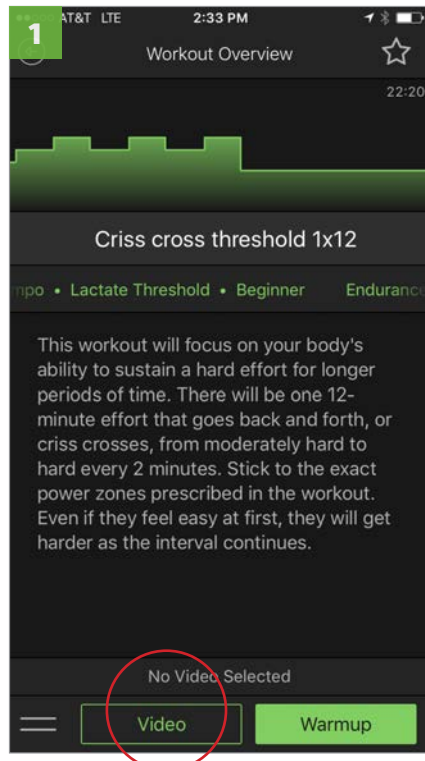 1
AT&T LTE 2:33 PM
Workout Overview
22:20
Criss cross threshold 1x12
mpo • Lactate Threshold • Beginner Endurance
This workout will focus on your body's
ability to sustain a hard effort for longer
periods of time. There will be one 12-
minute effort that goes back and forth, or
criss crosses, from moderately hard to
hard every 2 minutes. Stick to the exact
power zones prescribed in the workout.
Even if they feel easy at first, they will get
harder as the interval continues.
No Video Selected
Video Warmup